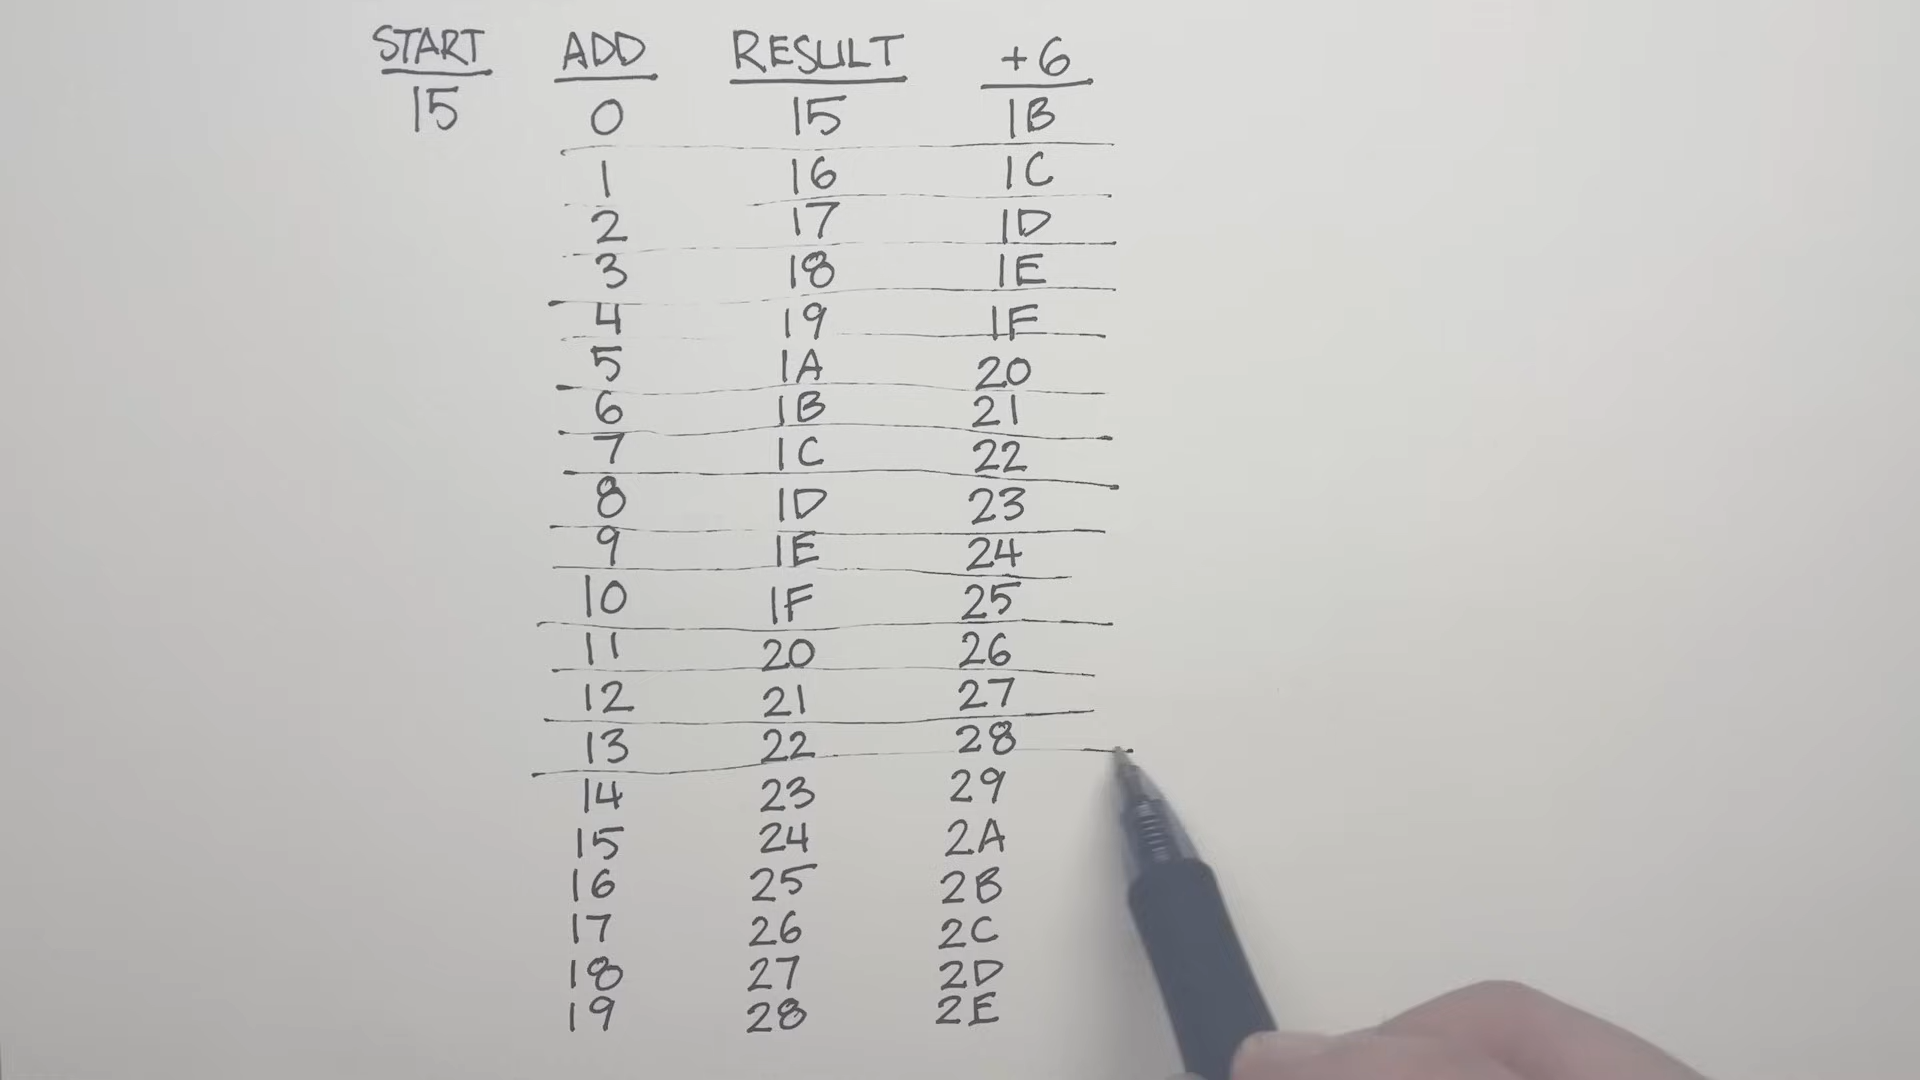 START ADD RESULT +6
15 0 15 1B
1 16 1C
2 17 1D
3 18 1E
4 19 1F
5 1A 20
6 1B 21
7 1C 22
8 1D 23
9 1E 24
10 1F 25
11 20 26
12 21 27
13 22 28
14 23 29
15 24 2A
16 25 2B
17 26 2C
18 27 2D
19 28 2E